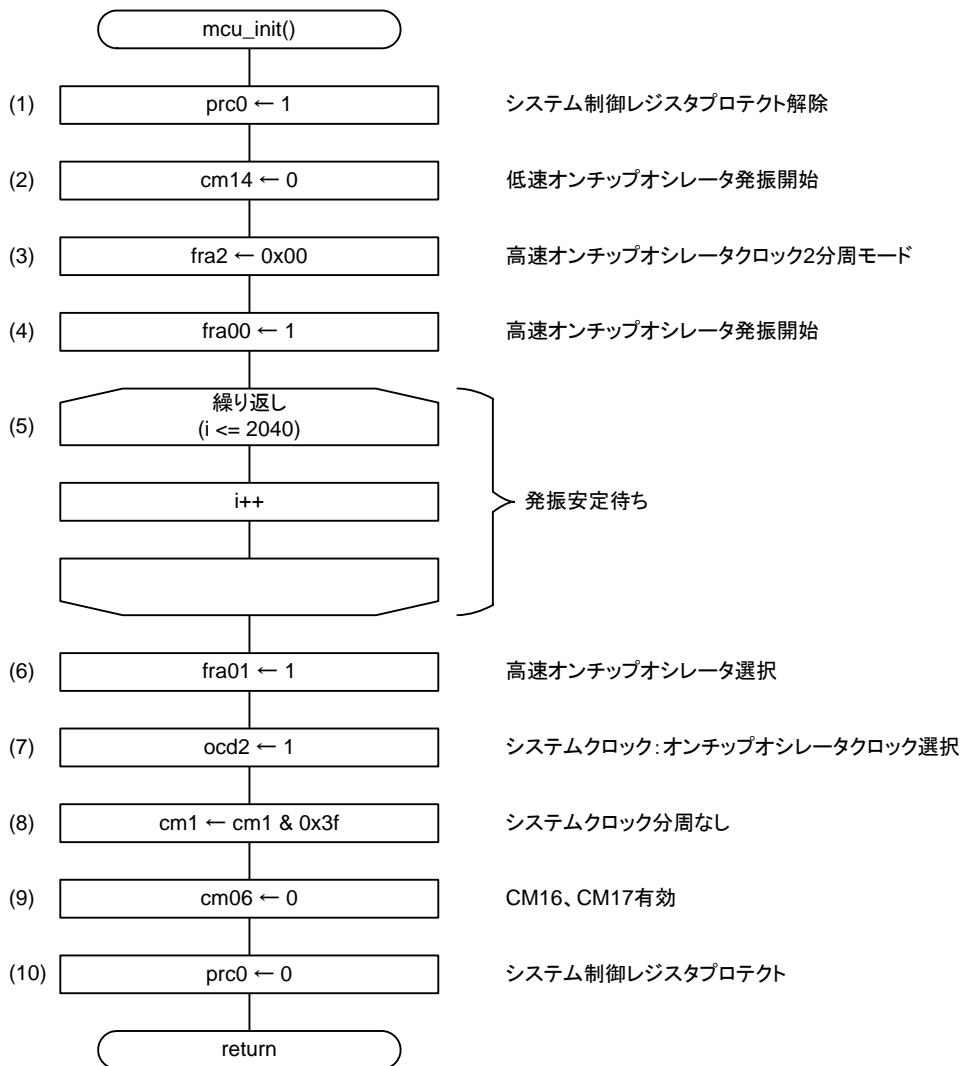 mcu_init()
(1) prc0 ← 1 システム制御レジスタプロテクト解除
(2) cm14 ← 0 低速オンチップオシレータ発振開始
(3) fra2 ← 0x00 高速オンチップオシレータクロック2分周モード
(4) fra00 ← 1 高速オンチップオシレータ発振開始
繰り返し
(5) (i <= 2040)
i++ 発振安定待ち
(6) fra01 ← 1 高速オンチップオシレータ選択
(7) ocd2 ← 1 システムクロック:オンチップオシレータクロック選択
(8) cm1 ← cm1 & 0x3f システムクロック分周なし
(9) cm06 ← 0 CM16、CM17有効
(10) prc0 ← 0 システム制御レジスタプロテクト
return